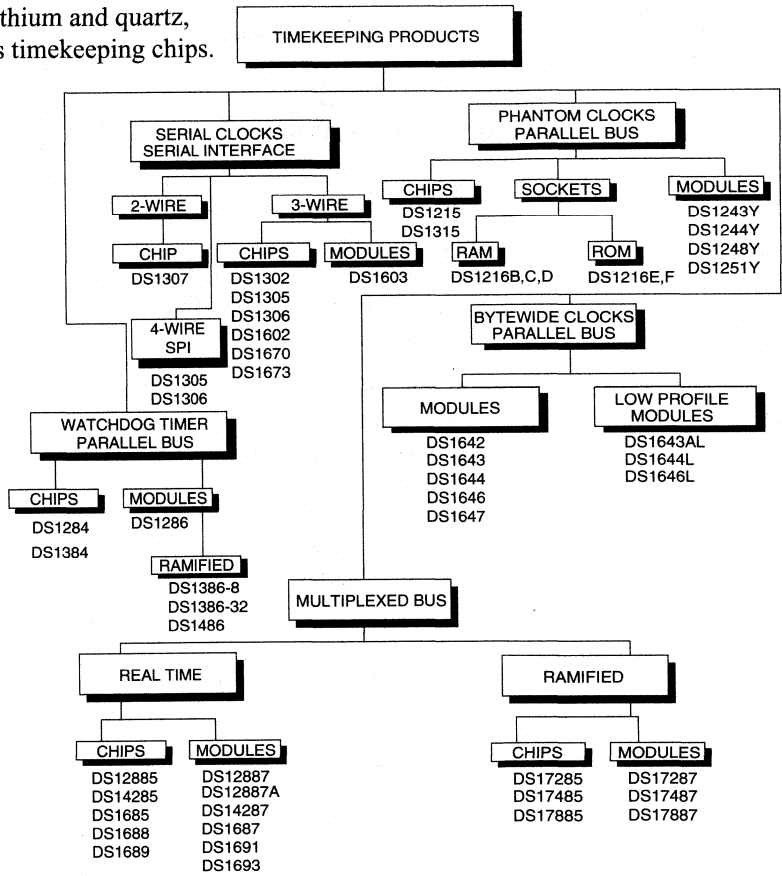 thium and quartz,
s timekeeping chips.
TIMEKEEPING PRODUCTS
SERIAL CLOCKS
SERIAL INTERFACE
2-WIRE
CHIP
DS1307
3-WIRE
CHIPS
DS1302
DS1305
DS1306
DS1602
DS1670
DS1673
MODULES
DS1603
4-WIRE
SPI
DS1305
DS1306
PHANTOM CLOCKS
PARALLEL BUS
CHIPS
DS1215
DS1315
SOCKETS
RAM
DS1216B,C,D
ROM
DS1216E,F
MODULES
DS1243Y
DS1244Y
DS1248Y
DS1251Y
BYTEWIDE CLOCKS
PARALLEL BUS
MODULES
DS1642
DS1643
DS1644
DS1646
DS1647
LOW PROFILE
MODULES
DS1643AL
DS1644L
DS1646L
WATCHDOG TIMER
PARALLEL BUS
CHIPS
DS1284
DS1384
MODULES
DS1286
RAMIFIED
DS1386-8
DS1386-32
DS1486
MULTIPLEXED BUS
REAL TIME
CHIPS
DS12885
DS14285
DS1685
DS1688
DS1689
MODULES
DS12887
DS12887A
DS14287
DS1687
DS1691
DS1693
RAMIFIED
CHIPS
DS17285
DS17485
DS17885
MODULES
DS17287
DS17487
DS17887